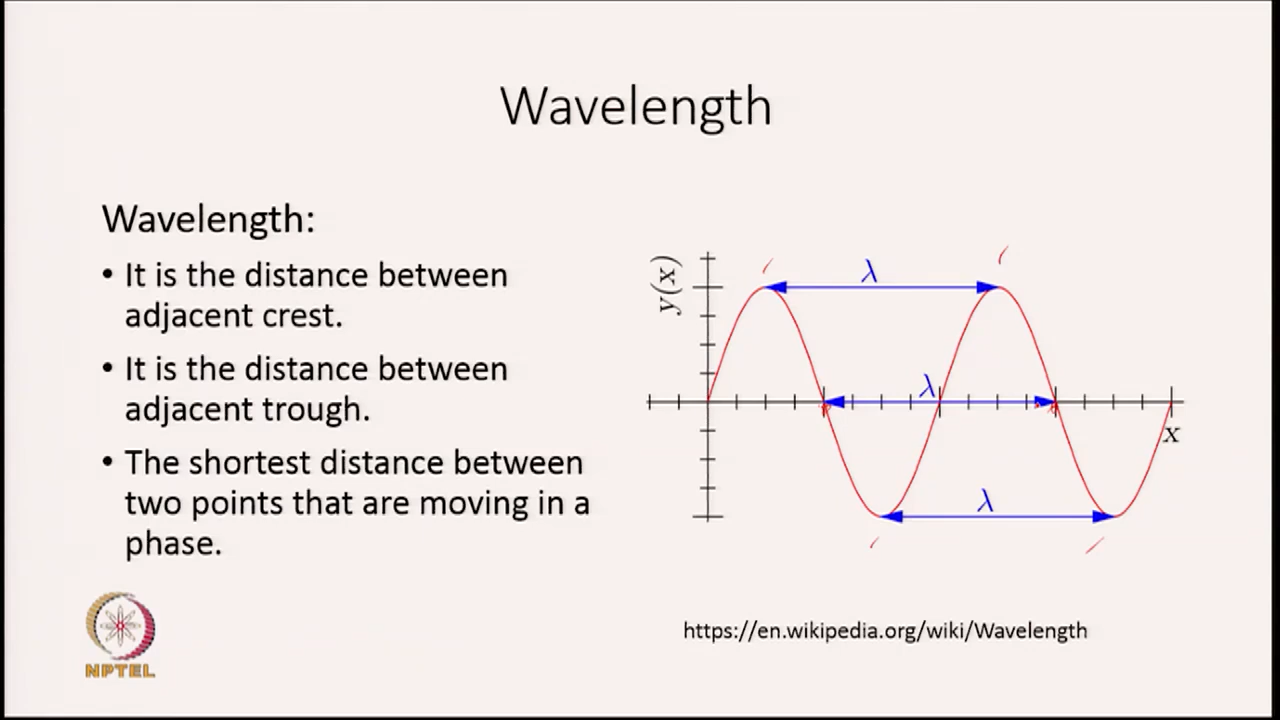 Wavelength
Wavelength:
• It is the distance between
adjacent crest.
• It is the distance between
adjacent trough.
• The shortest distance between
two points that are moving in a
phase.
y(x)
λ
λ
λ
x
https://en.wikipedia.org/wiki/Wavelength
NPTEL